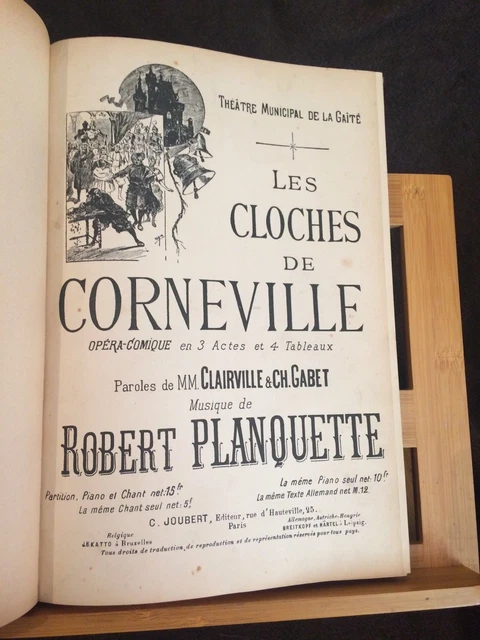 THÉÂTRE MUNICIPAL DE LA GAÎTÉ
LES
CLOCHES
DE
CORNEVILLE
OPÉRA-COMIQUE en 3 Actes et 4 Tableaux
Paroles de MM. CLAIRVILLE & CH. GABET
Musique de
ROBERT PLANQUETTE
Partition, Piano et Chant net: 15 fr
La même Chant seul net: 5 f
La même Piano seul net: 10 fr
La même Texte Allemand net M. 12.
C. JOUBERT, Editeur, rue d'Hauteville, 25.
Paris
Belgique
J.B. KATTO à Bruxelles
Allemagne, Autriche-Hongrie
BREITKOPF et HÄRTEL à Leipzig.
Tous droits de traduction, de reproduction et de représentation réservés pour tous pays.